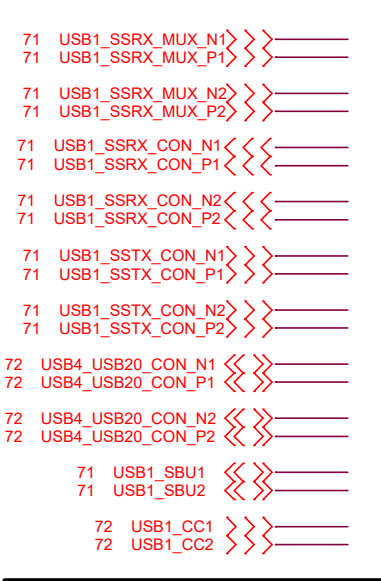 71 USB1_SSRX_MUX_N1
71 USB1_SSRX_MUX_P1
71 USB1_SSRX_MUX_N2
71 USB1_SSRX_MUX_P2
71 USB1_SSRX_CON_N1
71 USB1_SSRX_CON_P1
71 USB1_SSRX_CON_N2
71 USB1_SSRX_CON_P2
71 USB1_SSTX_CON_N1
71 USB1_SSTX_CON_P1
71 USB1_SSTX_CON_N2
71 USB1_SSTX_CON_P2
72 USB4_USB20_CON_N1
72 USB4_USB20_CON_P1
72 USB4_USB20_CON_N2
72 USB4_USB20_CON_P2
71 USB1_SBU1
71 USB1_SBU2
72 USB1_CC1
72 USB1_CC2